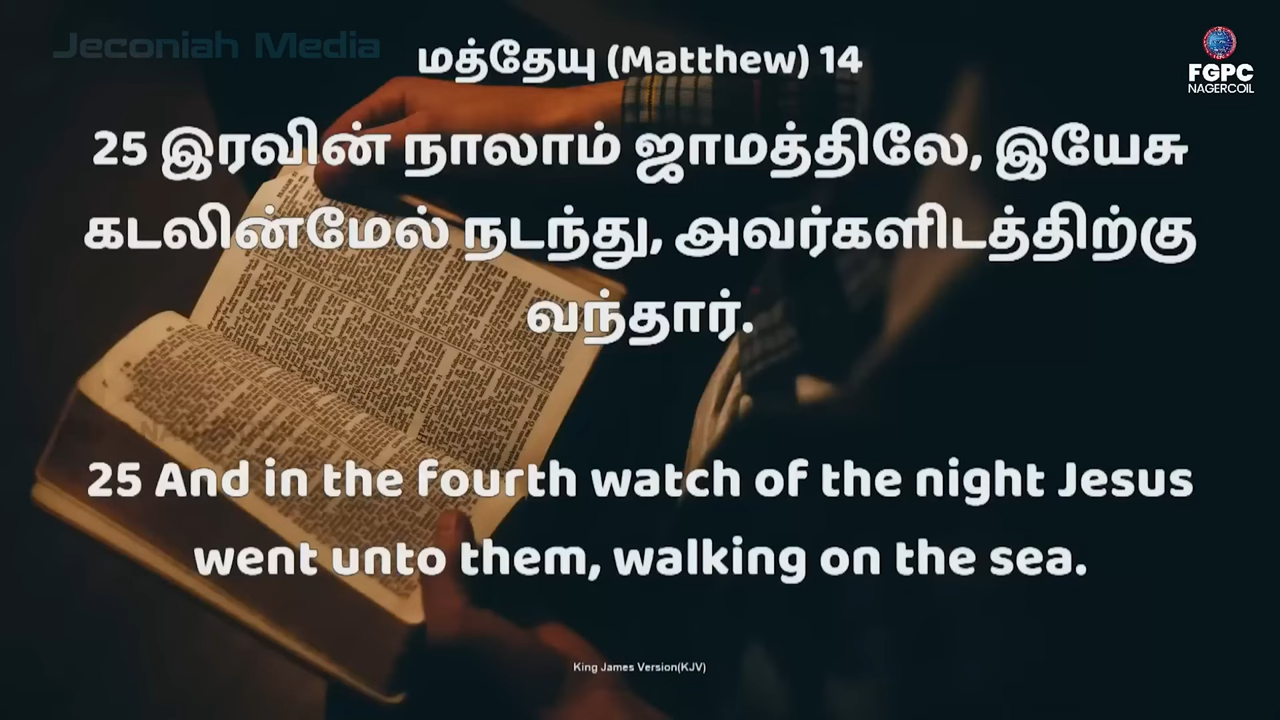 Jeconiah Media
மத்தேயு (Matthew) 14
FGPC
NAGERCOIL
25 இரவின் நாலாம் ஜாமத்திலே, இயேசு
கடலின்மேல் நடந்து, அவர்களிடத்திற்கு
வந்தார்.
25 And in the fourth watch of the night Jesus
went unto them, walking on the sea.
King James Version(KJV)